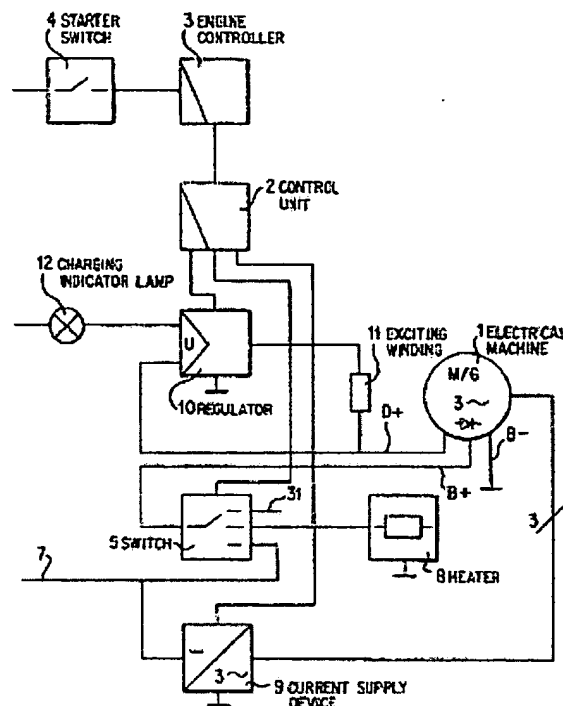 4 STARTER
SWITCH
3 ENGINE
CONTROLLER
2 CONTROL
UNIT
12 CHARGING
INDICATOR LAMP
U
10 REGULATOR
11 EXCITING
WINDING
1 ELECTRICAL
MACHINE
M/G
3 ~
D+
B-
B+
31
5 SWITCH
8 HEATER
3
7
3 ~
9 CURRENT SUPPLY
DEVICE